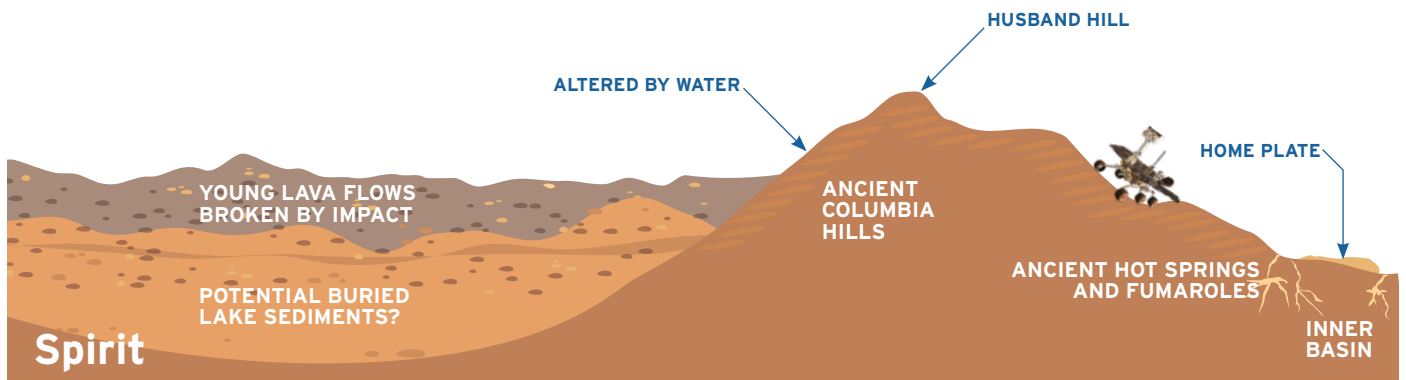 HUSBAND HILL
ALTERED BY WATER
HOME PLATE
YOUNG LAVA FLOWS
BROKEN BY IMPACT
ANCIENT
COLUMBIA
HILLS
ANCIENT HOT SPRINGS
AND FUMAROLES
POTENTIAL BURIED
LAKE SEDIMENTS?
INNER
BASIN
Spirit